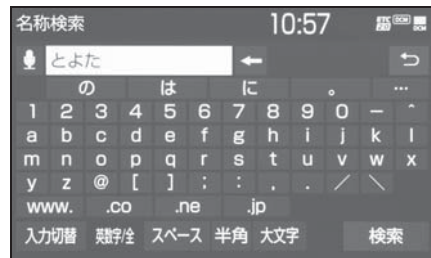 名称検索 10:57
とよた
の は に 。 …
1 2 3 4 5 6 7 8 9 0 - ^
a b c d e f g h i j k l
m n o p q r s t u v w x
y z @ [ ] ; : , . / \
www. .co .ne .jp
入力切替 英数字/全 スペース 半角 大文字 検索